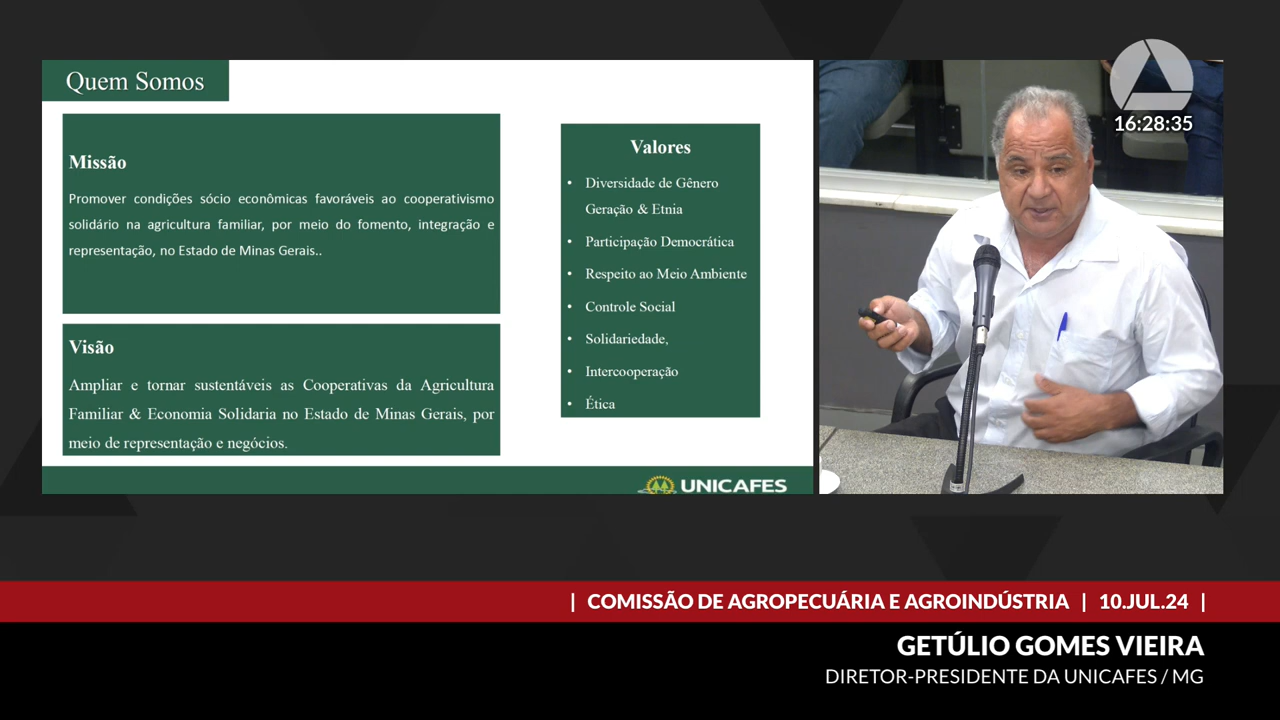 Quem Somos
Missão
Promover condições sócio econômicas favoráveis ao cooperativismo
solidário na agricultura familiar, por meio do fomento, integração e
representação, no Estado de Minas Gerais..
Visão
Ampliar e tornar sustentáveis as Cooperativas da Agricultura
Familiar & Economia Solidaria no Estado de Minas Gerais, por
meio de representação e negócios.
Valores
• Diversidade de Gênero
Geração & Etnia
• Participação Democrática
• Respeito ao Meio Ambiente
• Controle Social
• Solidariedade,
• Intercooperação
• Ética
UNICAFES
16:28:35
| COMISSÃO DE AGROPECUÁRIA E AGROINDÚSTRIA | 10.JUL.24 |
GETÚLIO GOMES VIEIRA
DIRETOR-PRESIDENTE DA UNICAFES / MG